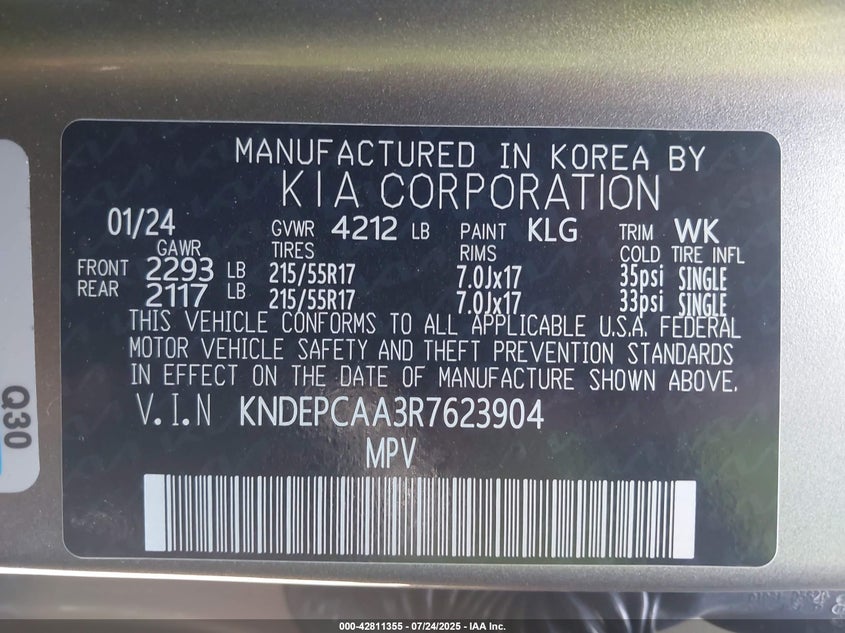 MANUFACTURED IN KOREA BY
KIA CORPORATION
01/24 GVWR 4212 LB PAINT KLG TRIM WK
GAWR TIRES RIMS COLD TIRE INFL
FRONT 2293 LB 215/55R17 7.0Jx17 35psi SINGLE
REAR 2117 LB 215/55R17 7.0Jx17 33psi SINGLE
THIS VEHICLE CONFORMS TO ALL APPLICABLE U.S.A. FEDERAL
MOTOR VEHICLE SAFETY AND THEFT PREVENTION STANDARDS
IN EFFECT ON THE DATE OF MANUFACTURE SHOWN ABOVE.
V.I.N KNDEPCAA3R7623904
MPV
Q30
000-42811355 - 07/24/2025 - IAA Inc.